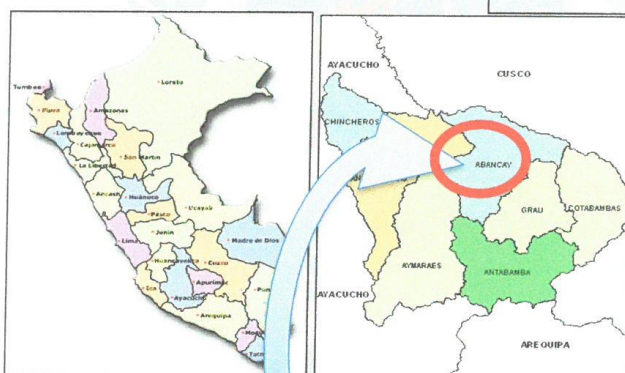 Tumbes
Loreto
Piura
Amazonas
Lambayeque
Cajamarca
San Martín
La Libertad
Ancash
Huánuco
Pasco
Ucayali
Lima
Junín
Madre de Dios
Huancavelica
Cusco
Ica
Ayacucho
Apurímac
Arequipa
AYACUCHO
CUSCO
CHINCHEROS
ABANCAY
GRAU
COTABAMBAS
AYMARAES
ANTABAMBA
AYACUCHO
AREQUIPA